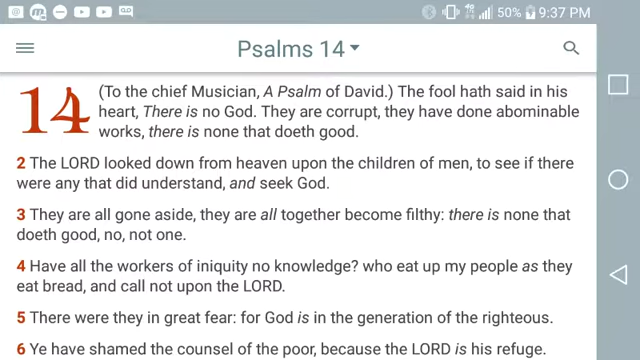 50% 9:37 PM
Psalms 14
14 (To the chief Musician, A Psalm of David.) The fool hath said in his
heart, There is no God. They are corrupt, they have done abominable
works, there is none that doeth good.
2 The LORD looked down from heaven upon the children of men, to see if there
were any that did understand, and seek God.
3 They are all gone aside, they are all together become filthy: there is none that
doeth good, no, not one.
4 Have all the workers of iniquity no knowledge? who eat up my people as they
eat bread, and call not upon the LORD.
5 There were they in great fear: for God is in the generation of the righteous.
6 Ye have shamed the counsel of the poor, because the LORD is his refuge.